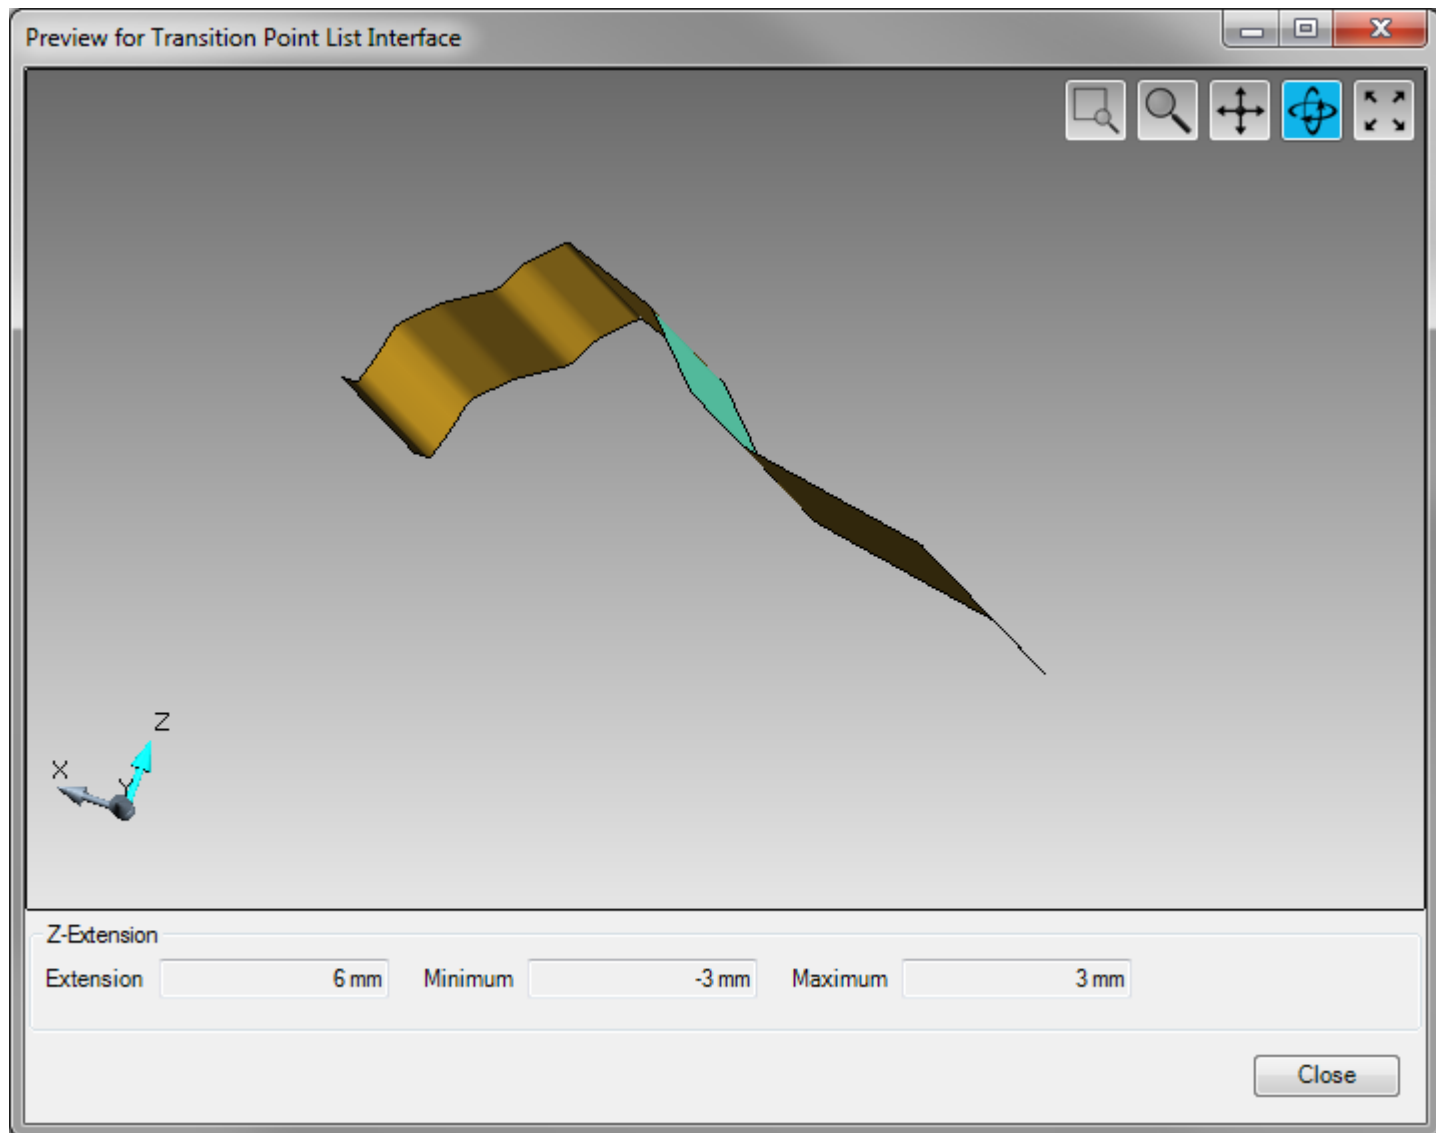 Preview for Transition Point List Interface
Z
X
Y
Z-Extension
Extension 6 mm Minimum -3 mm Maximum 3 mm
Close